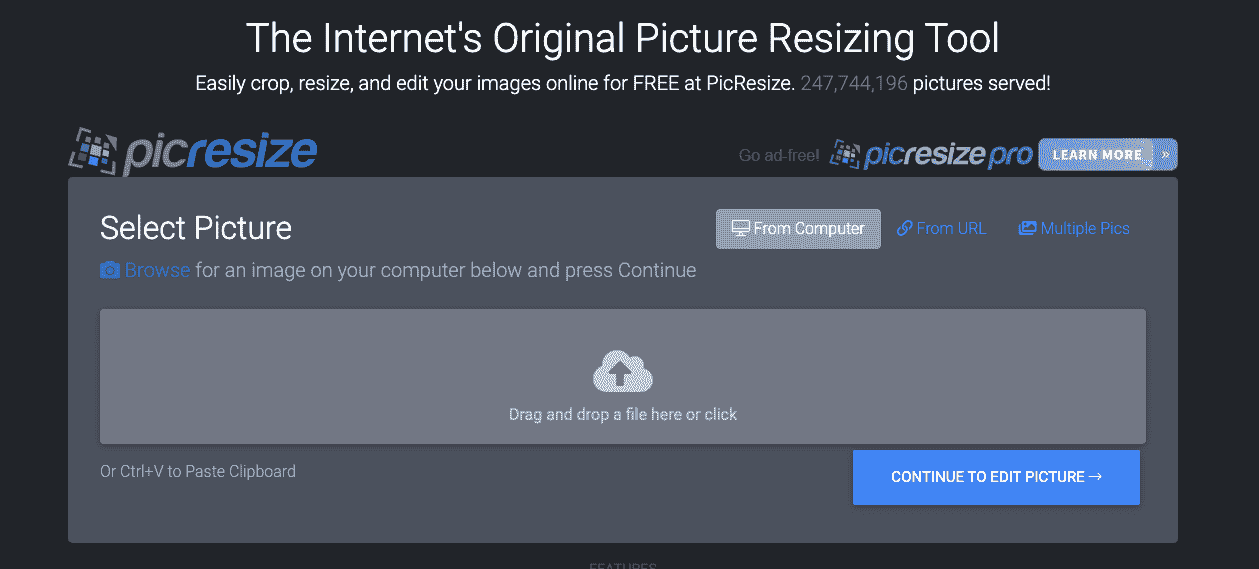 The Internet's Original Picture Resizing Tool
Easily crop, resize, and edit your images online for FREE at PicResize. 247,744,196 pictures served!
picresize
Go ad-free! picresize pro LEARN MORE »
Select Picture
From Computer
From URL
Multiple Pics
Browse for an image on your computer below and press Continue
Drag and drop a file here or click
Or Ctrl+V to Paste Clipboard
CONTINUE TO EDIT PICTURE →
FEATURES